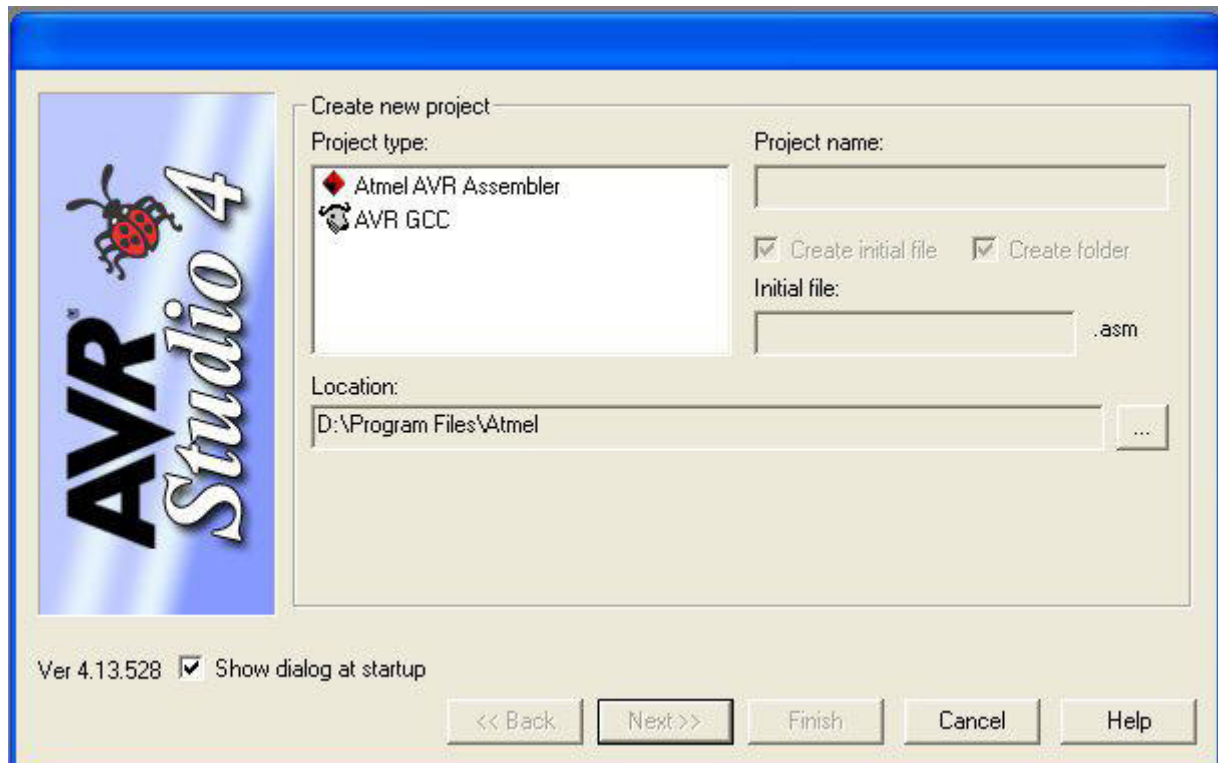 AVR®
Studio 4
Create new project
Project type:
Atmel AVR Assembler
AVR GCC
Project name:
Create initial file
Create folder
Initial file:
.asm
Location:
D:\Program Files\Atmel
...
Ver 4.13.528
Show dialog at startup
<< Back
Next >>
Finish
Cancel
Help